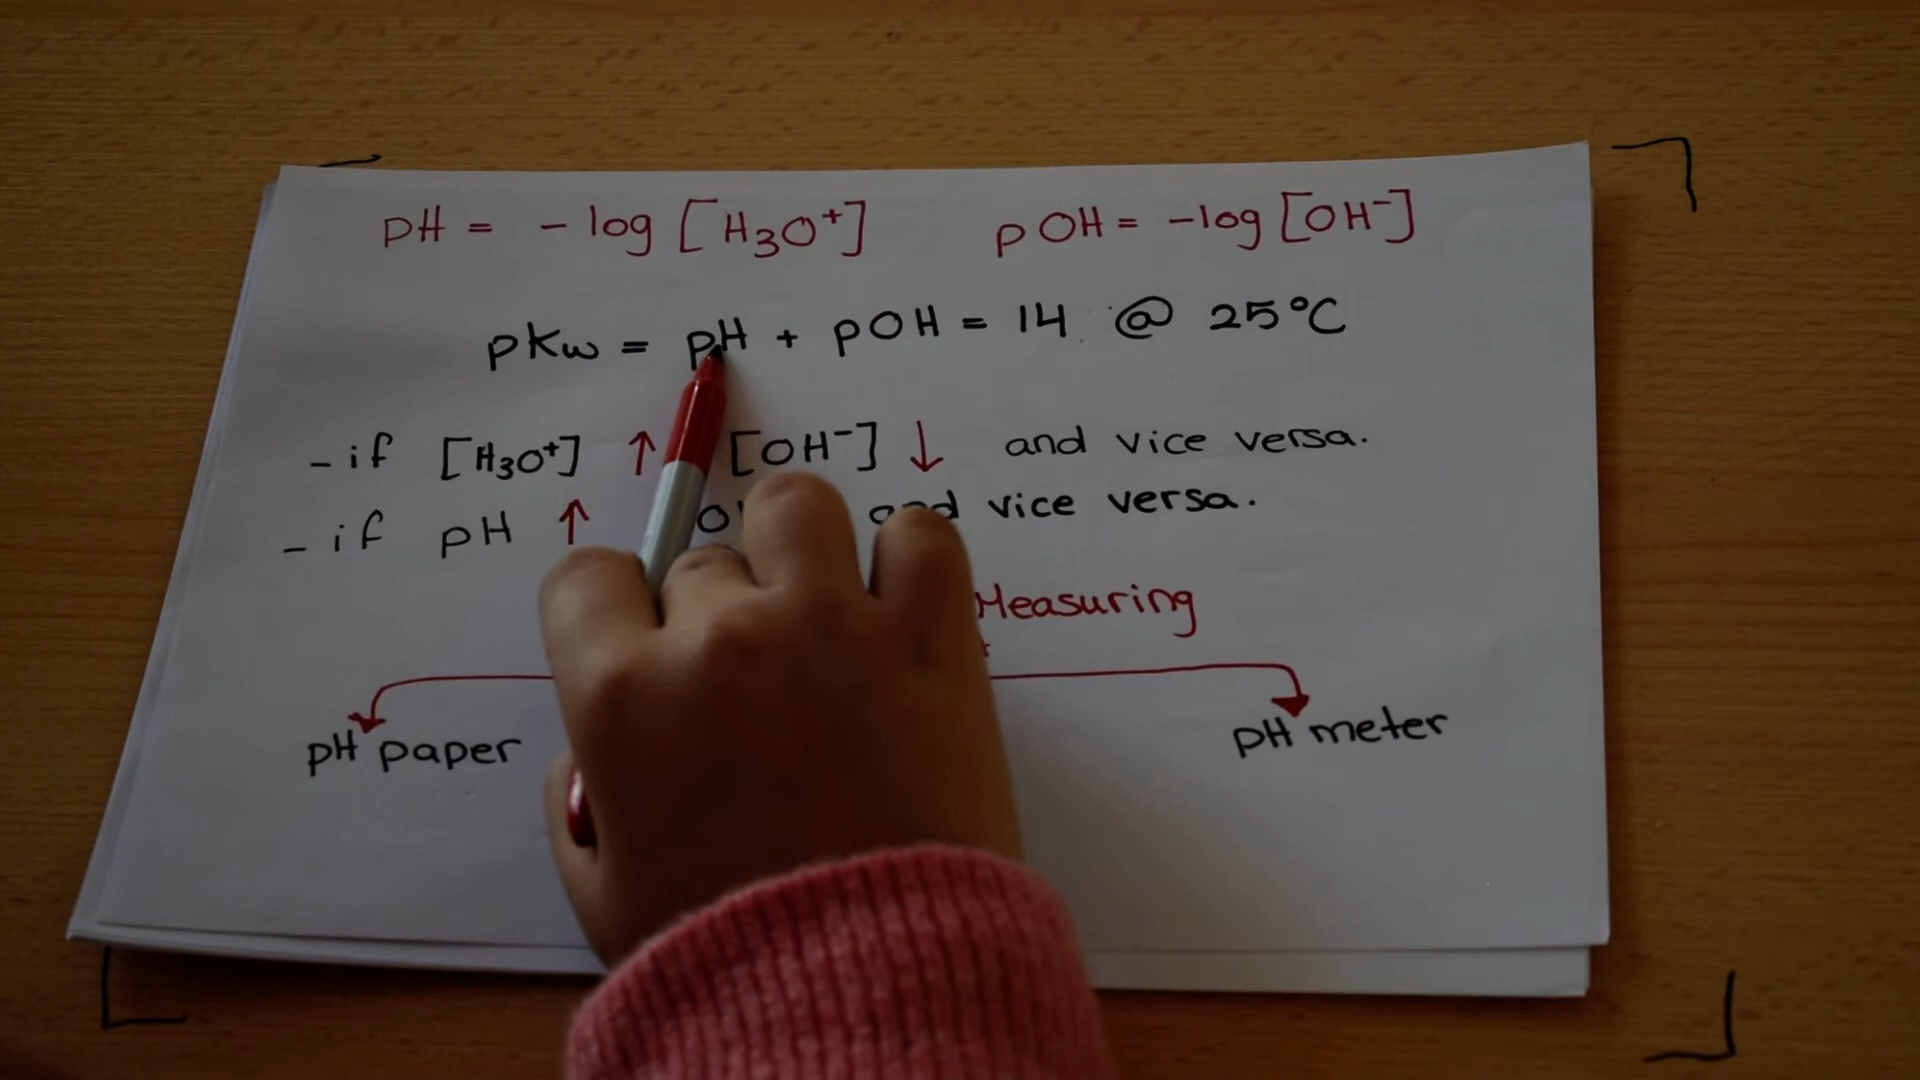 pH = - log [H₃O⁺] pOH = -log [OH⁻]
pKw = pH + pOH = 14 @ 25°C
- if [H₃O⁺] ↑ [OH⁻] ↓ and vice versa.
- if pH ↑ and vice versa.
Measuring
pH paper pH meter